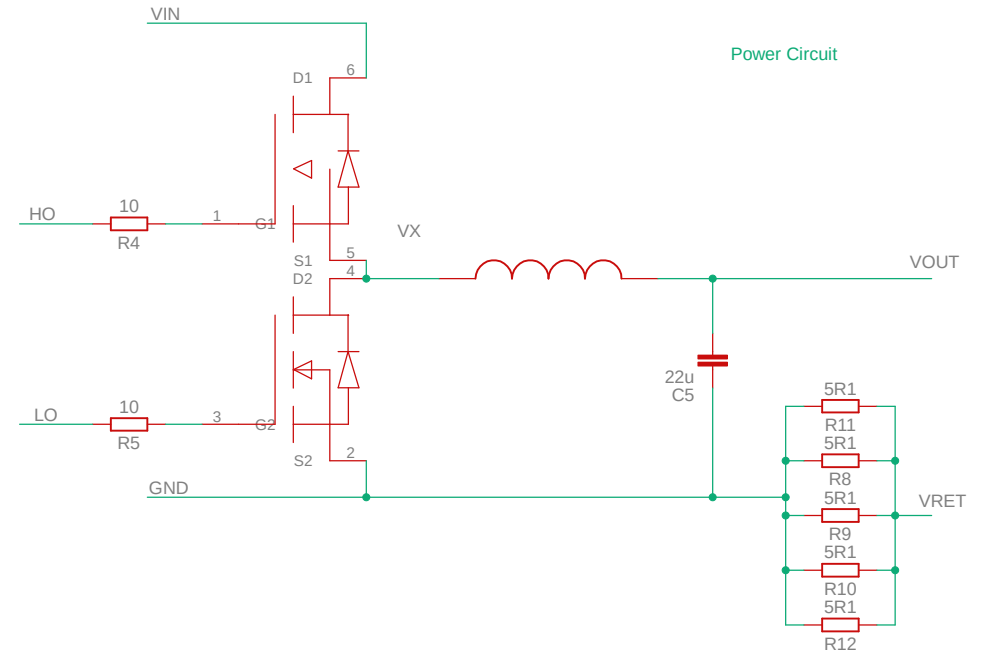 VIN
Power Circuit
6
D1
HO
10
R4
1
G1
VX
S1
5
D2
4
VOUT
22u
C5
LO
10
R5
3
G2
S2
2
GND
5R1
R11
5R1
R8
5R1
VRET
R9
5R1
R10
5R1
R12